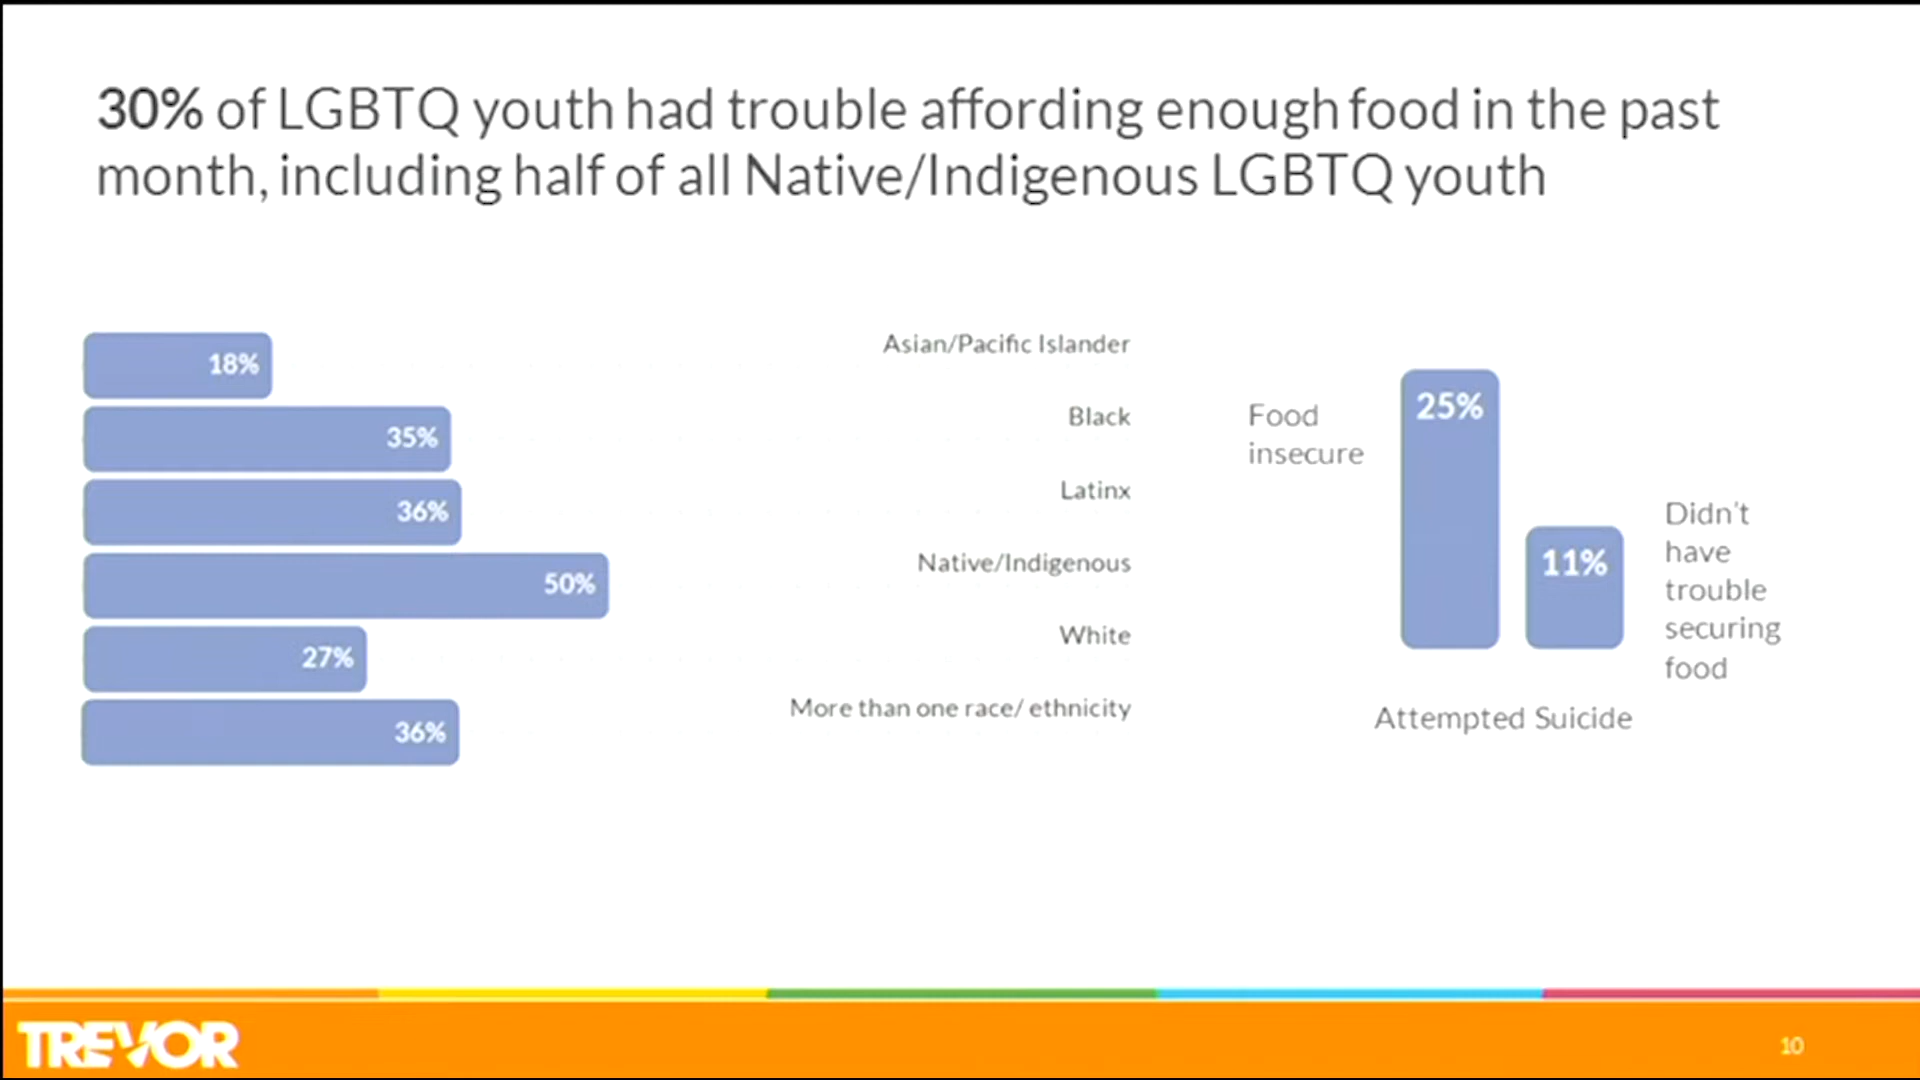 30% of LGBTQ youth had trouble affording enough food in the past
month, including half of all Native/Indigenous LGBTQ youth
18%
Asian/Pacific Islander
35%
Black
36%
Latinx
50%
Native/Indigenous
27%
White
36%
More than one race/ ethnicity
Food
insecure
25%
11%
Didn't
have
trouble
securing
food
Attempted Suicide
TREVOR
10